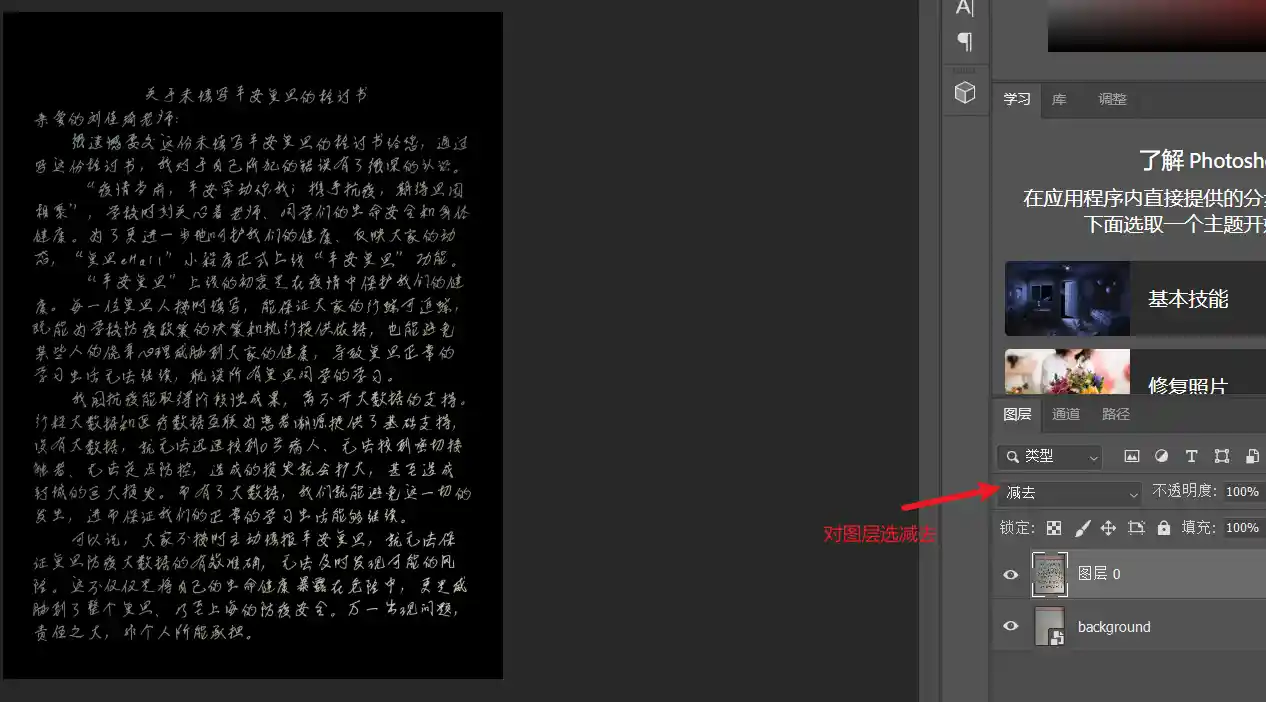 关于未填写平安复旦的检讨书
亲爱的刘佳琦老师:
很遗憾要交这份未填写平安复旦的检讨书给您,通过
写这份检讨书,我对于自己所犯的错误有了很深的认识。
“疫情当前,平安牵动你我;携手抗疫,期待旦园
相聚”,学校时刻关心着老师、同学们的生命安全和身体
健康。为了更进一步地呵护我们的健康、反映大家的动
态,“复旦eHall”小程序正式上线“平安复旦”功能。
“平安复旦”上线的初衷是在疫情中保护我们的健
康。每一位复旦人按时填写,能保证大家的行踪可追踪,
既能为学校防疫政策的决策和执行提供依据,也能避免
某些人的侥幸心理威胁到大家的健康,导致复旦正常的
学习生活无法继续,耽误所有复旦同学的学习。
我国抗疫能取得阶段性成果,离不开大数据的支持。
行程大数据和医疗数据互联为患者溯源提供了基础支持,
没有大数据,就无法迅速找到0号病人、无法找到密切接
触者、无法定点防控,造成的损失就会扩大,甚至造成
封城的巨大损失。而有了大数据,我们就能避免这一切的
发生,进而保证我们的正常的学习生活能够继续。
可以说,大家不按时主动填报平安复旦,就无法保
证复旦防疫大数据的有效准确,无法及时发现可能的风
险。这不仅仅是将自己的生命健康暴露在危险中,更是威
胁到了整个复旦、乃至上海的防疫安全。万一出现问题,
责任之大,非个人所能承担。
对图层选减去
A
学习 库 调整
了解 Photosh
在应用程序内直接提供的分步
下面选取一个主题开始
基本技能
修复照片
图层 通道 路径
类型
减去 不透明度: 100%
锁定: 填充: 100%
图层 0
background